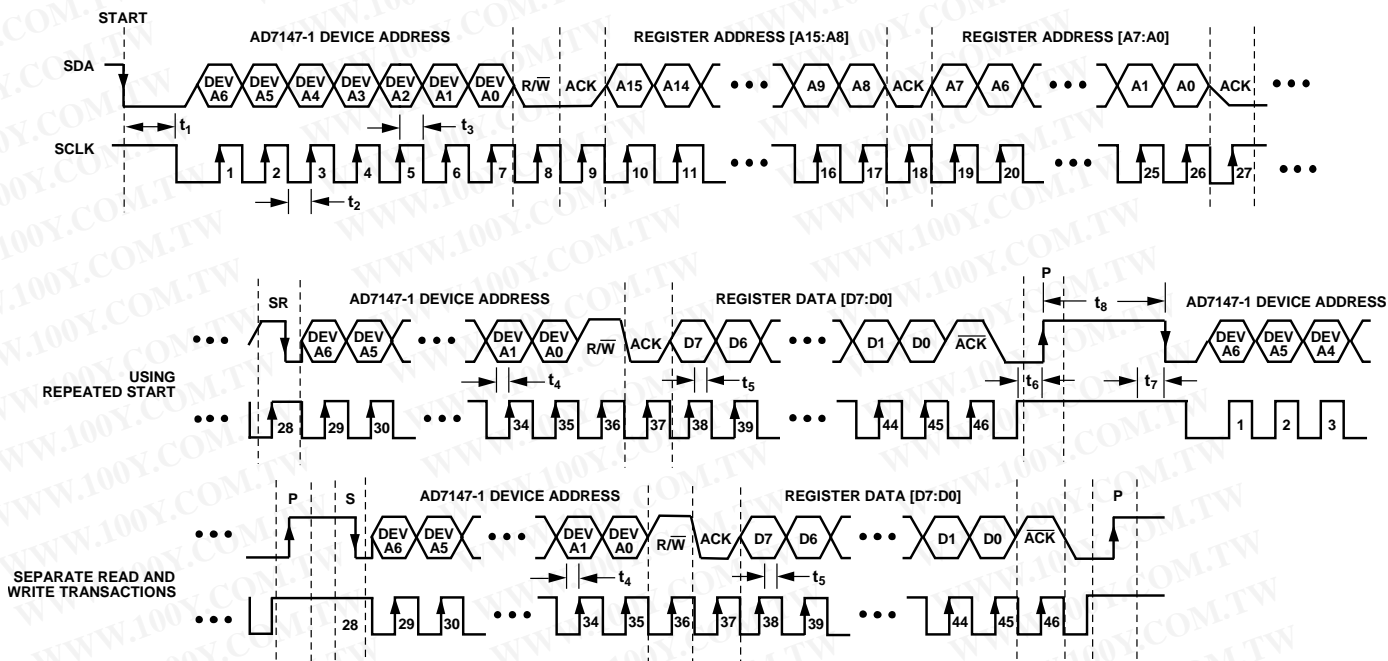 START
AD7147-1 DEVICE ADDRESS REGISTER ADDRESS [A15:A8] REGISTER ADDRESS [A7:A0]
SDA DEV A6 DEV A5 DEV A4 DEV A3 DEV A2 DEV A1 DEV A0 R/W̅ ACK A15 A14 ••• A9 A8 ACK A7 A6 ••• A1 A0 ACK •••
t1 t3
SCLK 1 2 3 4 5 6 7 8 9 10 11 ••• 16 17 18 19 20 ••• 25 26 27 •••
t2
P
SR AD7147-1 DEVICE ADDRESS REGISTER DATA [D7:D0] t8 AD7147-1 DEVICE ADDRESS
••• DEV A6 DEV A5 ••• DEV A1 DEV A0 R/W̅ ACK D7 D6 ••• D1 D0 A̅C̅K̅ DEV A6 DEV A5 DEV A4
USING
REPEATED START
t4 t5 t6 t7
••• 28 29 30 ••• 34 35 36 37 38 39 ••• 44 45 46 1 2 3
P S AD7147-1 DEVICE ADDRESS REGISTER DATA [D7:D0] P
••• DEV A6 DEV A5 ••• DEV A1 DEV A0 R/W̅ ACK D7 D6 ••• D1 D0 A̅C̅K̅
SEPARATE READ AND
WRITE TRANSACTIONS
t4 t5
••• 28 29 30 ••• 34 35 36 37 38 39 ••• 44 45 46
WWW.100Y.COM.TW